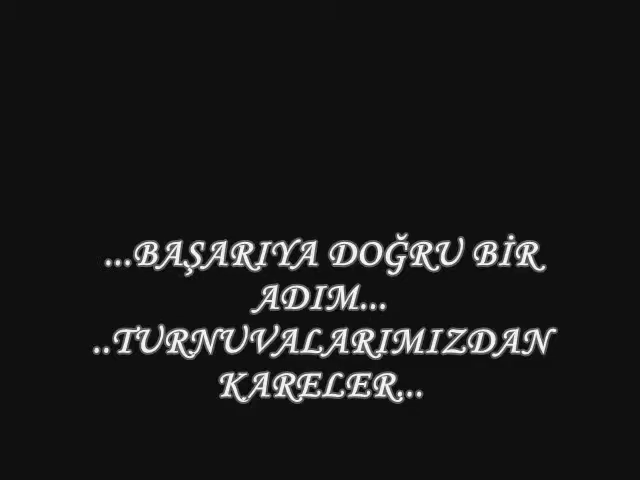 ...BAŞARIYA DOĞRU BİR
ADIM...
..TURNUVALARIMIZDAN
KARELER...